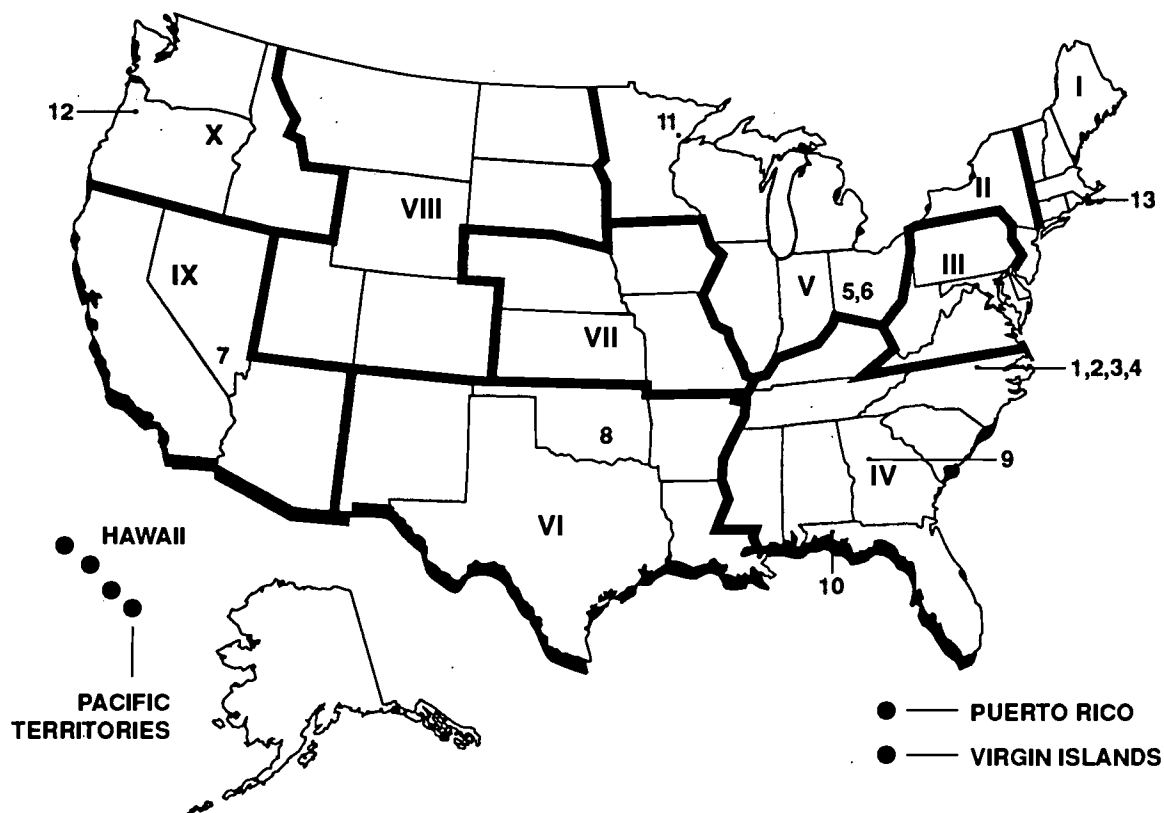 I
11
12
X
II
13
VIII
III
IX
V
5,6
VII
7
1,2,3,4
8
9
IV
VI
HAWAII
10
PACIFIC
TERRITORIES
PUERTO RICO
VIRGIN ISLANDS